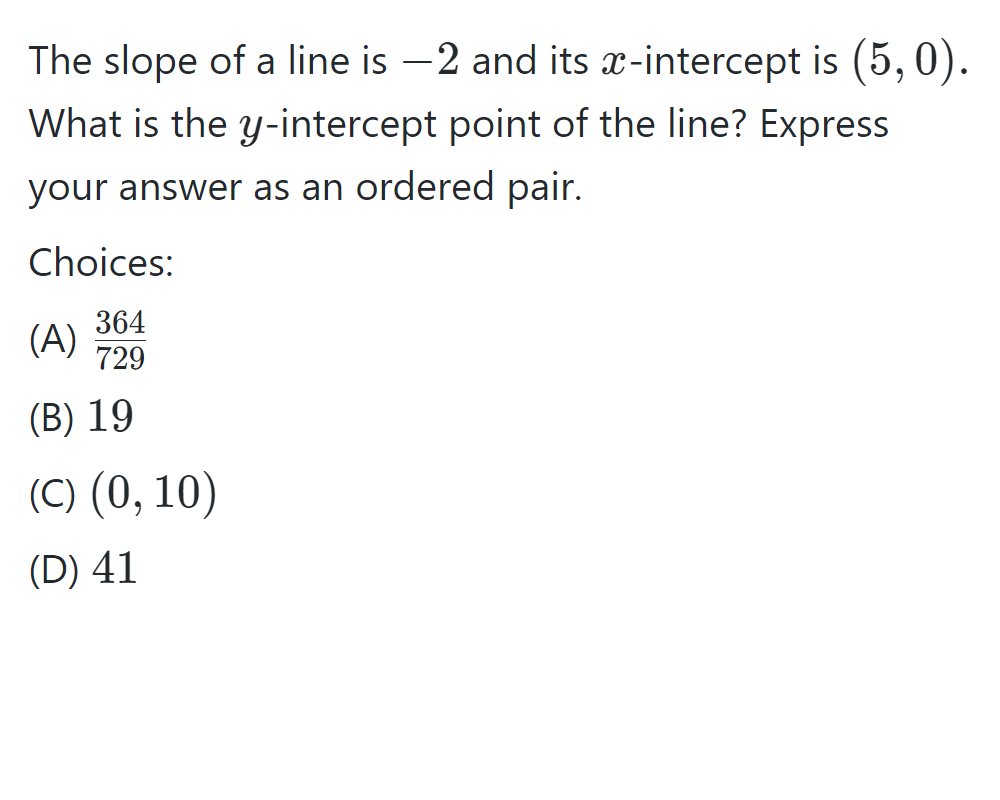 The slope of a line is −2 and its x-intercept is (5, 0).
What is the y-intercept point of the line? Express
your answer as an ordered pair.
Choices:
(A) 364/729
(B) 19
(C) (0, 10)
(D) 41